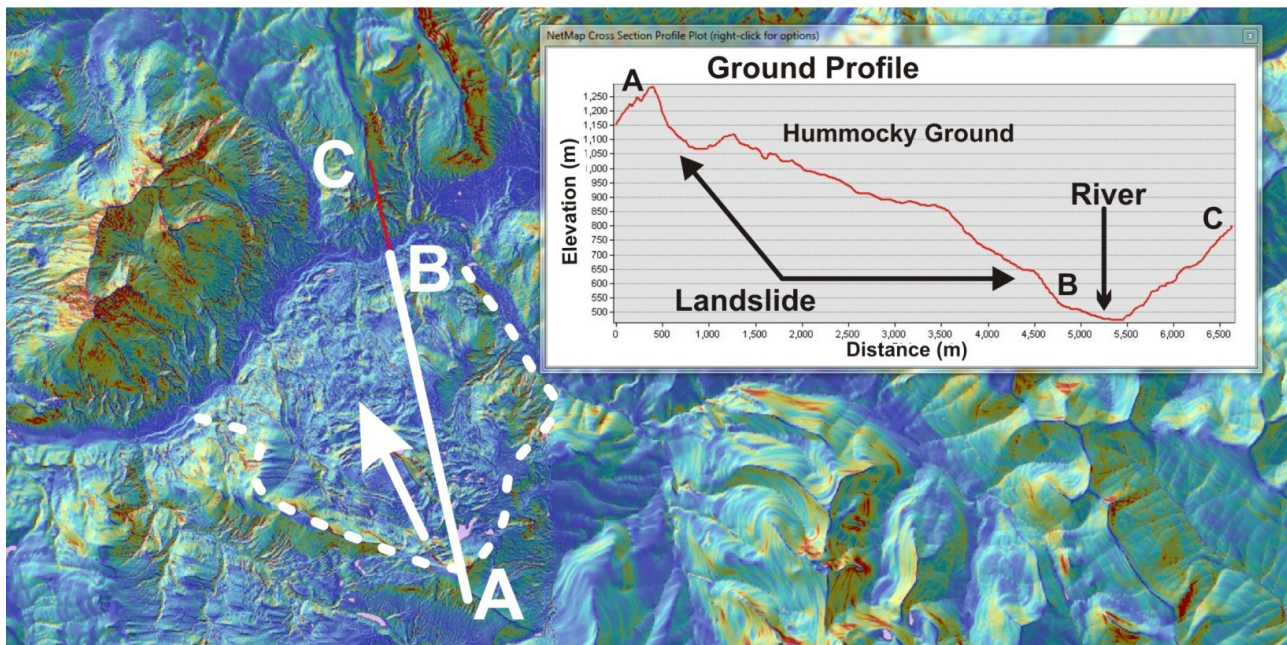 NetMap Cross Section Profile Plot (right-click for options)
x
Ground Profile
A
1,250
1,200
1,150
1,100
1,050
1,000
950
900
850
800
750
700
650
600
550
500
Elevation (m)
Hummocky Ground
River
C
B
Landslide
0 500 1,000 1,500 2,000 2,500 3,000 3,500 4,000 4,500 5,000 5,500 6,000 6,500
Distance (m)
C
B
A